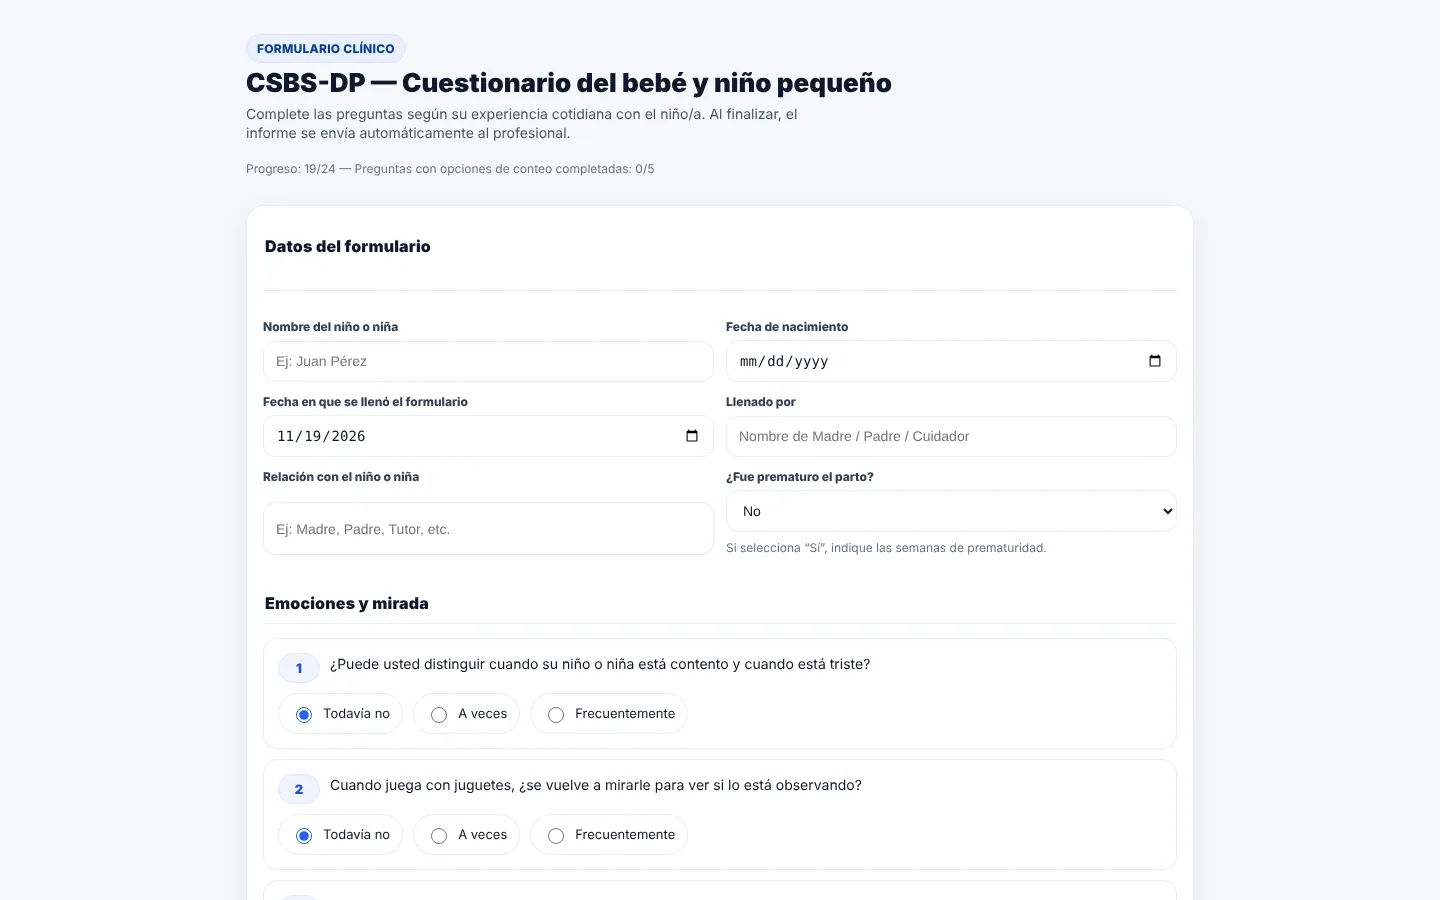 FORMULARIO CLÍNICO
CSBS-DP — Cuestionario del bebé y niño pequeño
Complete las preguntas según su experiencia cotidiana con el niño/a. Al finalizar, el
informe se envía automáticamente al profesional.
Progreso: 19/24 — Preguntas con opciones de conteo completadas: 0/5
Datos del formulario
Nombre del niño o niña
Fecha de nacimiento
Ej: Juan Pérez
mm/dd/yyyy
Fecha en que se llenó el formulario
Llenado por
11/19/2026
Nombre de Madre / Padre / Cuidador
Relación con el niño o niña
¿Fue prematuro el parto?
Ej: Madre, Padre, Tutor, etc.
No
Si selecciona “Sí”, indique las semanas de prematuridad.
Emociones y mirada
1 ¿Puede usted distinguir cuando su niño o niña está contento y cuando está triste?
Todavía no A veces Frecuentemente
2 Cuando juega con juguetes, ¿se vuelve a mirarle para ver si lo está observando?
Todavía no A veces Frecuentemente